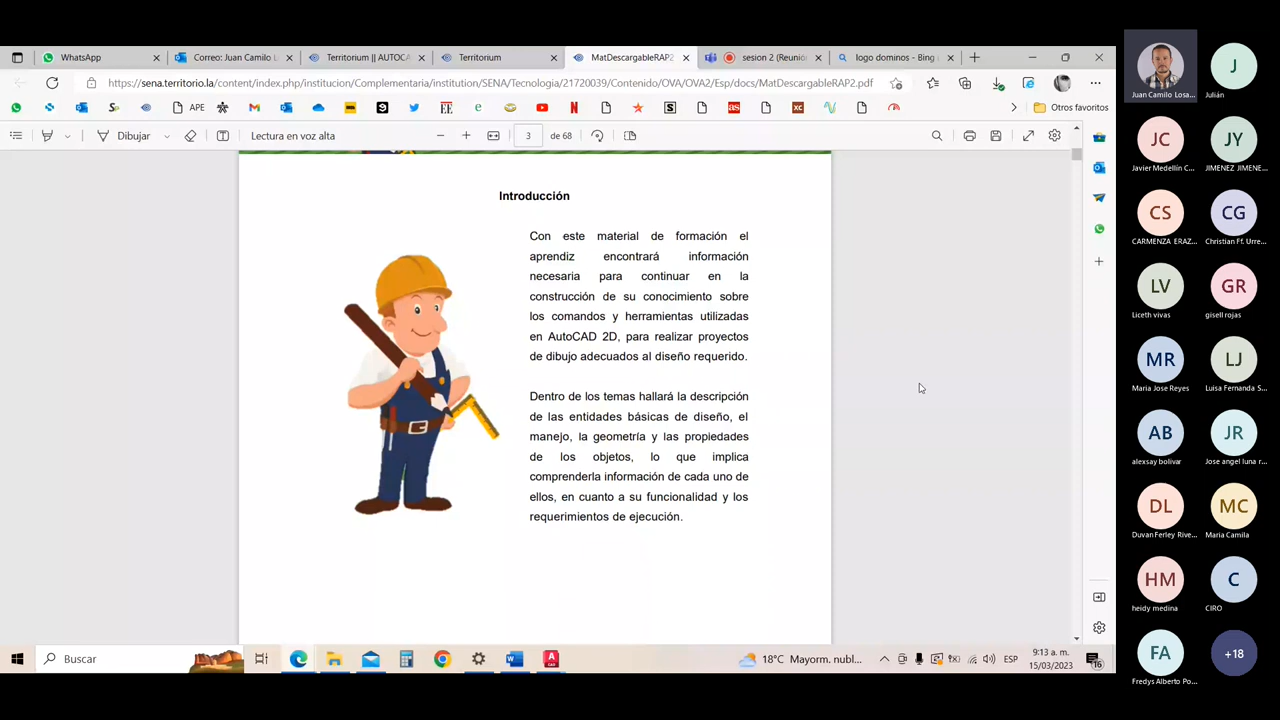 WhatsApp
Correo: Juan Camilo L
Territorium || AUTOCA
Territorium
MatDescargableRAP2
sesion 2 (Reunió
logo dominos - Bing
https://sena.territorio.la/content/index.php/institucion/Complementaria/institution/SENA/Tecnologia/21720039/Contenido/OVA/OVA2/Esp/docs/MatDescargableRAP2.pdf
APE
Otros favoritos
Dibujar
Lectura en voz alta
3
de 68
Introducción
Con este material de formación el
aprendiz encontrará información
necesaria para continuar en la
construcción de su conocimiento sobre
los comandos y herramientas utilizadas
en AutoCAD 2D, para realizar proyectos
de dibujo adecuados al diseño requerido.
Dentro de los temas hallará la descripción
de las entidades básicas de diseño, el
manejo, la geometría y las propiedades
de los objetos, lo que implica
comprenderla información de cada uno de
ellos, en cuanto a su funcionalidad y los
requerimientos de ejecución.
Buscar
18°C Mayorm. nubl...
ESP
9:13 a. m.
15/03/2023
16
Juan Camilo Losa...
J
Julián
JC
Javier Medellín C...
JY
JIMENEZ JIMENE...
CS
CARMENZA ERAZ...
CG
Christian Ff. Urre...
LV
Liceth vivas
GR
gisell rojas
MR
Maria Jose Reyes
LJ
Luisa Fernanda S...
AB
alexsay bolivar
JR
Jose angel luna r...
DL
Duvan Ferley Rive...
MC
Maria Camila
HM
heidy medina
C
CIRO
FA
Fredys Alberto Po...
+18